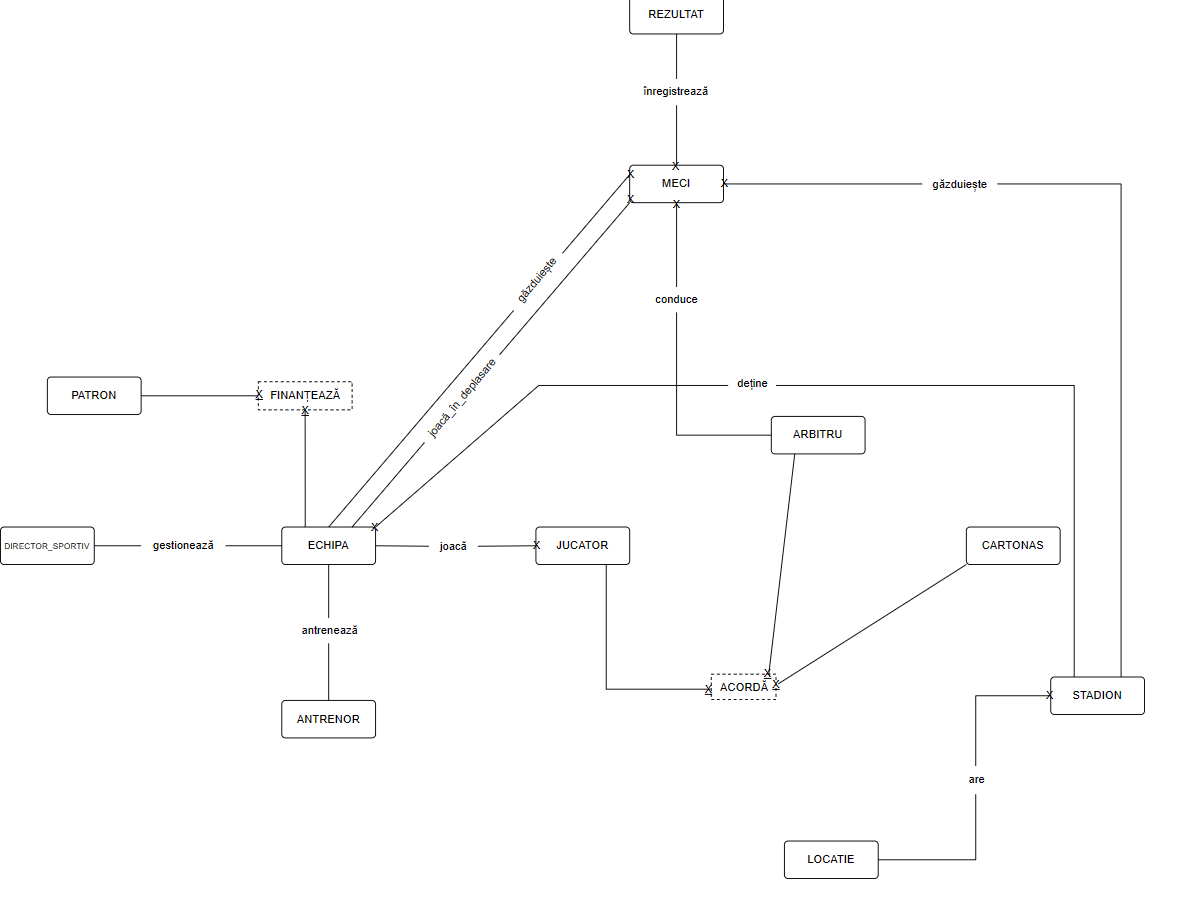 REZULTAT
înregistrează
X
X
MECI
X
găzduiește
X
X
găzduiește
conduce
joacă_în_deplasare
deține
PATRON
X
FINANȚEAZĂ
X
ARBITRU
X
DIRECTOR_SPORTIV
gestionează
ECHIPA
joacă
X
JUCATOR
CARTONAS
antrenează
X
X
ACORDĂ
X
X
STADION
ANTRENOR
are
LOCATIE